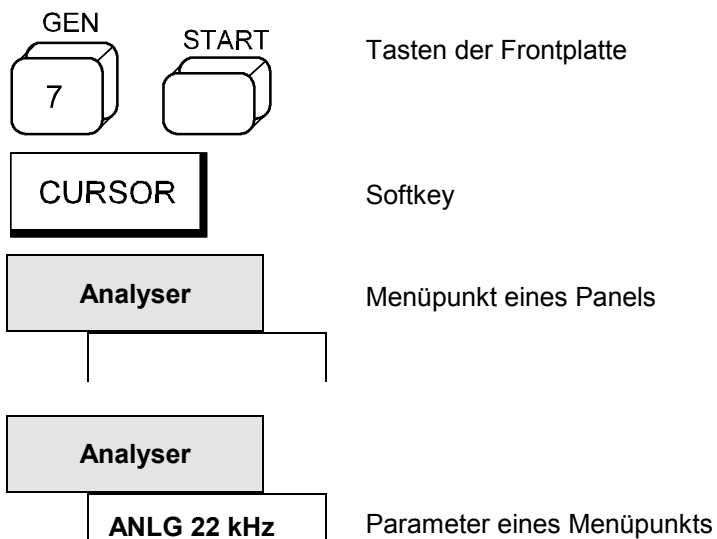 GEN
START
7
Tasten der Frontplatte
CURSOR
Softkey
Analyser
Menüpunkt eines Panels
Analyser
ANLG 22 kHz
Parameter eines Menüpunkts